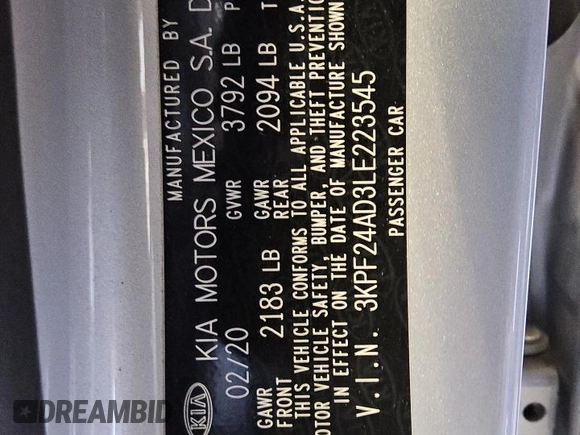 MANUFACTURED BY
KIA KIA MOTORS MEXICO S.A. D
02/20 GVWR 3792 LB P
GAWR FRONT 2183 LB GAWR REAR 2094 LB T
THIS VEHICLE CONFORMS TO ALL APPLICABLE U.S.A.
OTOR VEHICLE SAFETY, BUMPER, AND THEFT PREVENTIO
IN EFFECT ON THE DATE OF MANUFACTURE SHOWN
V.I.N. 3KPF24AD3LE223545
PASSENGER CAR
DREAMBID